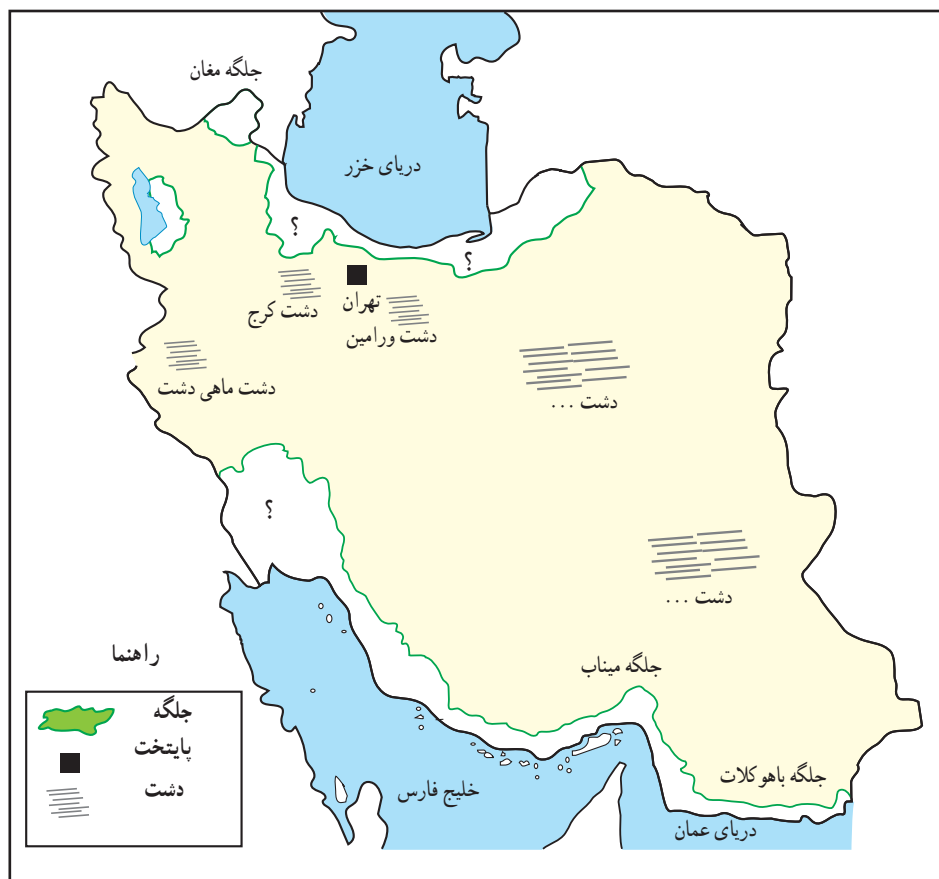 جلگه مغان
دریای خزر
؟
؟
تهران
دشت کرج
دشت ورامین
دشت ماهی دشت
دشت ...
؟
دشت ...
جلگه میناب
جلگه باهوکلات
خلیج فارس
دریای عمان
راهنما
جلگه
پایتخت
دشت